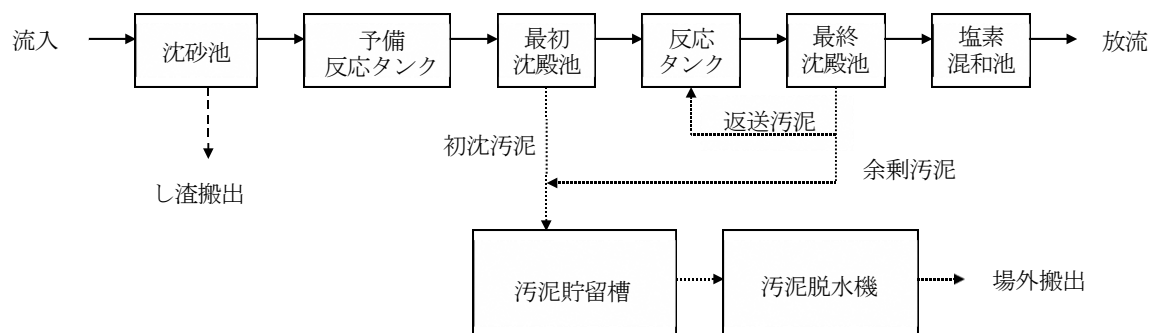 流入
沈砂池
予備
反応タンク
最初
沈殿池
反応
タンク
最終
沈殿池
塩素
混和池
放流
返送汚泥
初沈汚泥
余剰汚泥
し渣搬出
汚泥貯留槽
汚泥脱水機
場外搬出